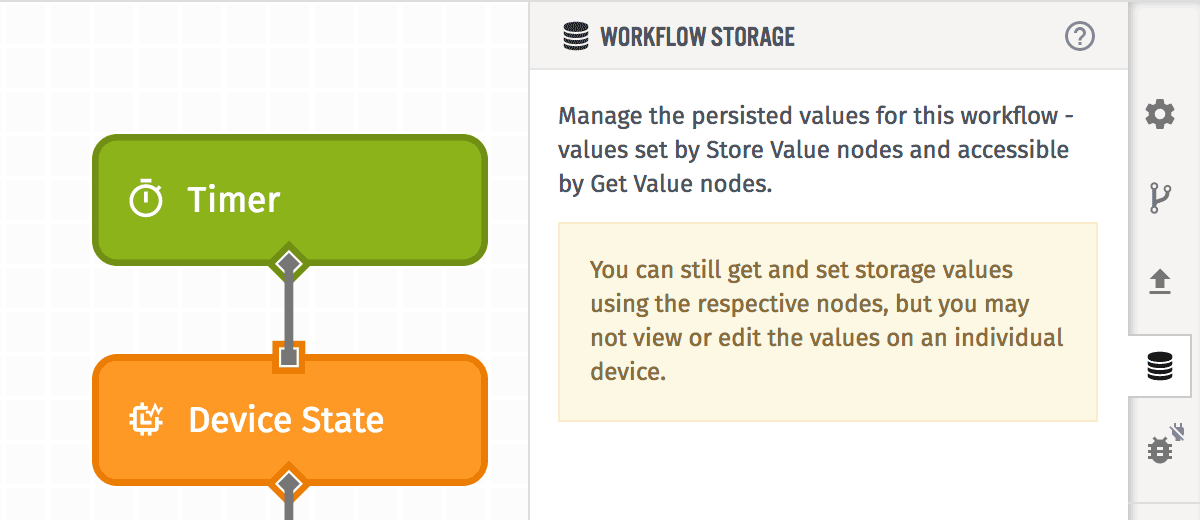 WORKFLOW STORAGE
Manage the persisted values for this workflow -
values set by Store Value nodes and accessible
by Get Value nodes.
You can still get and set storage values
using the respective nodes, but you may
not view or edit the values on an individual
device.
Timer
Device State